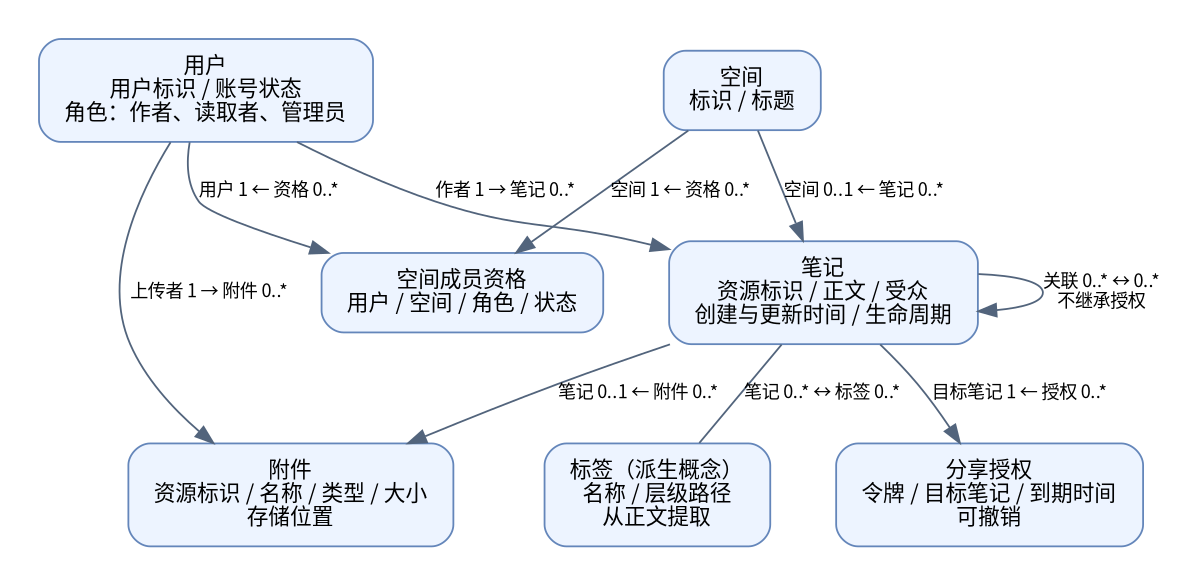 用户
用户标识 / 账号状态
角色：作者、读取者、管理员
空间
标识 / 标题
用户 1 ← 资格 0..*
作者 1 → 笔记 0..*
空间 1 ← 资格 0..*
空间 0..1 ← 笔记 0..*
空间成员资格
用户 / 空间 / 角色 / 状态
笔记
资源标识 / 正文 / 受众
创建与更新时间 / 生命周期
关联 0..* ↔ 0..*
不继承授权
上传者 1 → 附件 0..*
笔记 0..1 ← 附件 0..*
笔记 0..* ↔ 标签 0..*
目标笔记 1 ← 授权 0..*
附件
资源标识 / 名称 / 类型 / 大小
存储位置
标签（派生概念）
名称 / 层级路径
从正文提取
分享授权
令牌 / 目标笔记 / 到期时间
可撤销